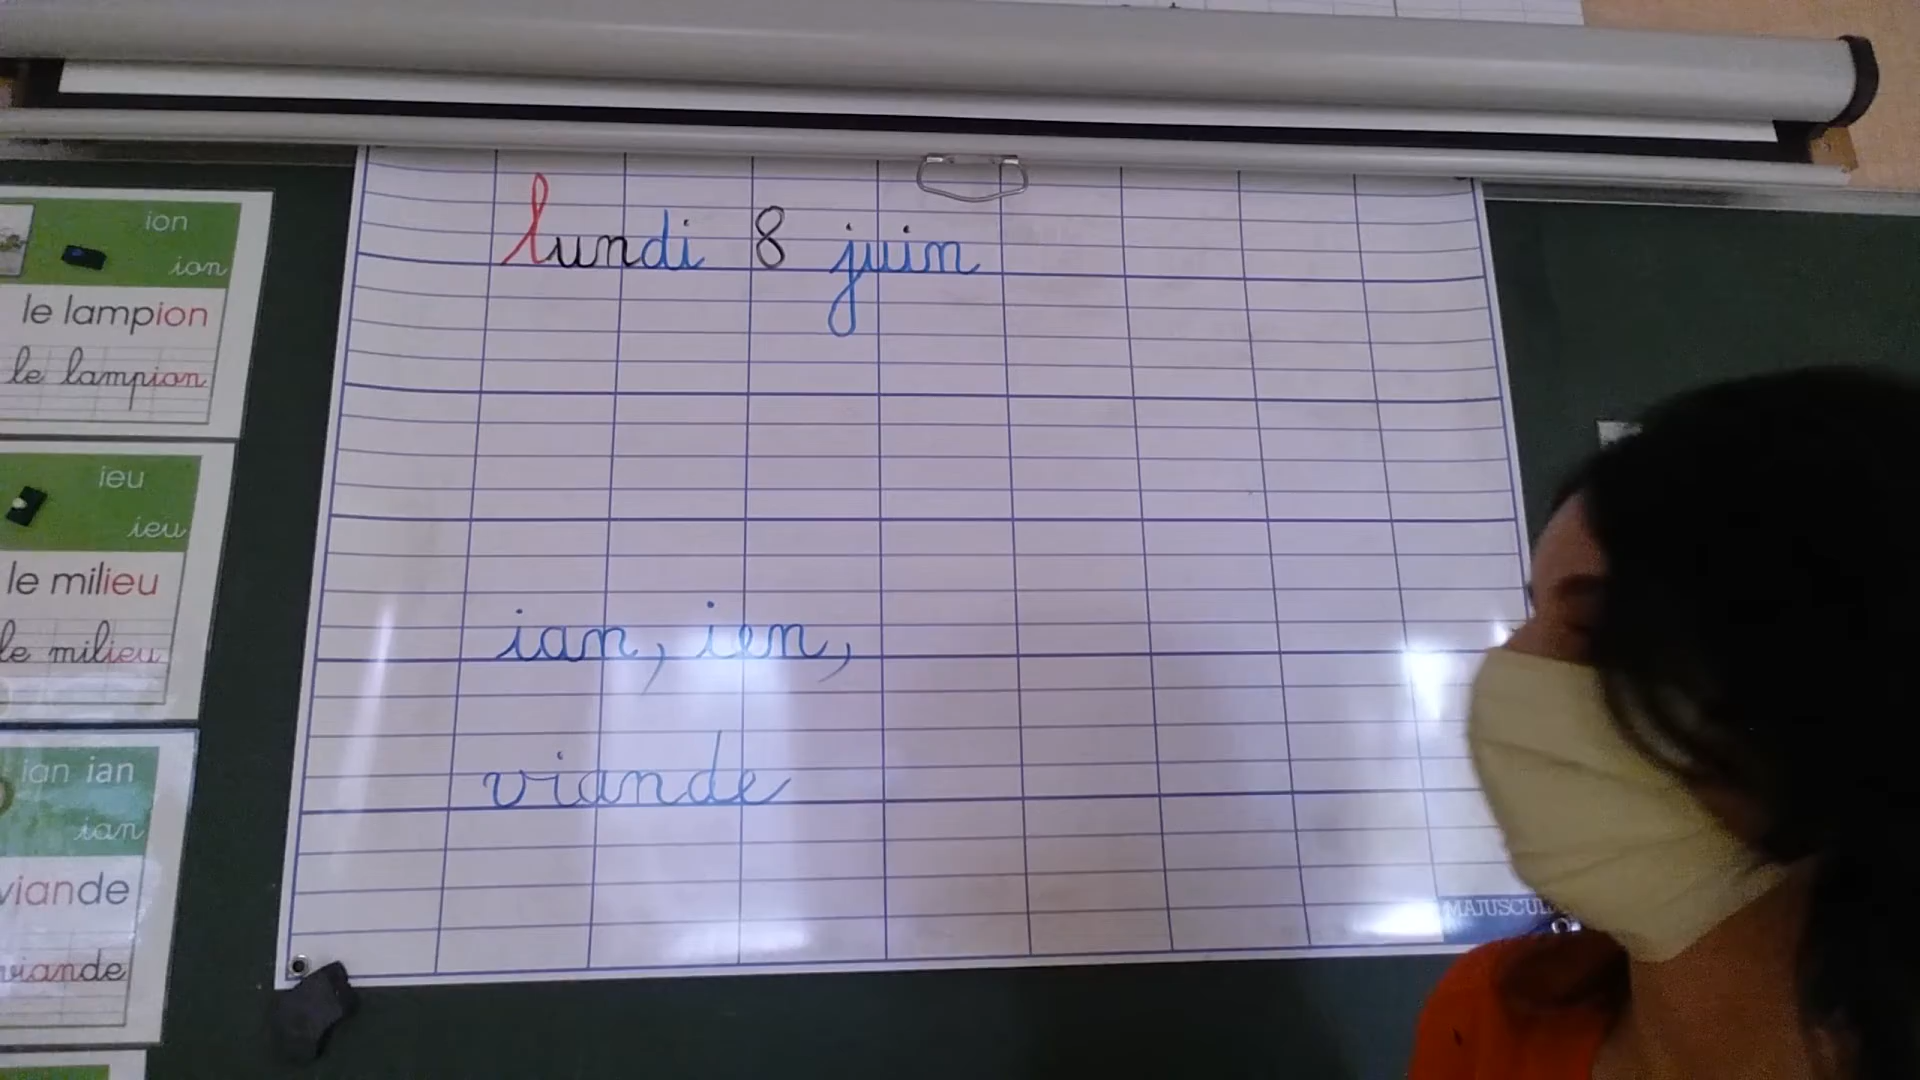 ion
ion
le lampion
le lampion
ieu
ieu
le milieu
le milieu
ian ian
ian
viande
viande
lundi 8 juin
ian, ien,
viande